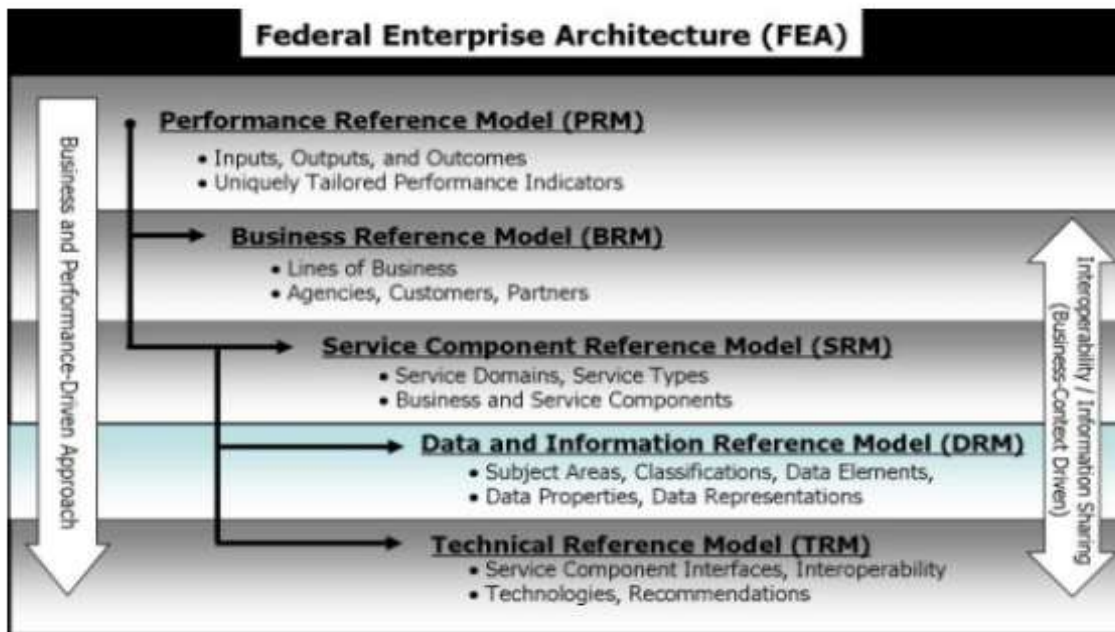 Federal Enterprise Architecture (FEA)
Business and Performance-Driven Approach
Performance Reference Model (PRM)
• Inputs, Outputs, and Outcomes
• Uniquely Tailored Performance Indicators
Business Reference Model (BRM)
• Lines of Business
• Agencies, Customers, Partners
Service Component Reference Model (SRM)
• Service Domains, Service Types
• Business and Service Components
Data and Information Reference Model (DRM)
• Subject Areas, Classifications, Data Elements,
• Data Properties, Data Representations
Technical Reference Model (TRM)
• Service Component Interfaces, Interoperability
• Technologies, Recommendations
Interoperability / Information Sharing
(Business-Context Driven)